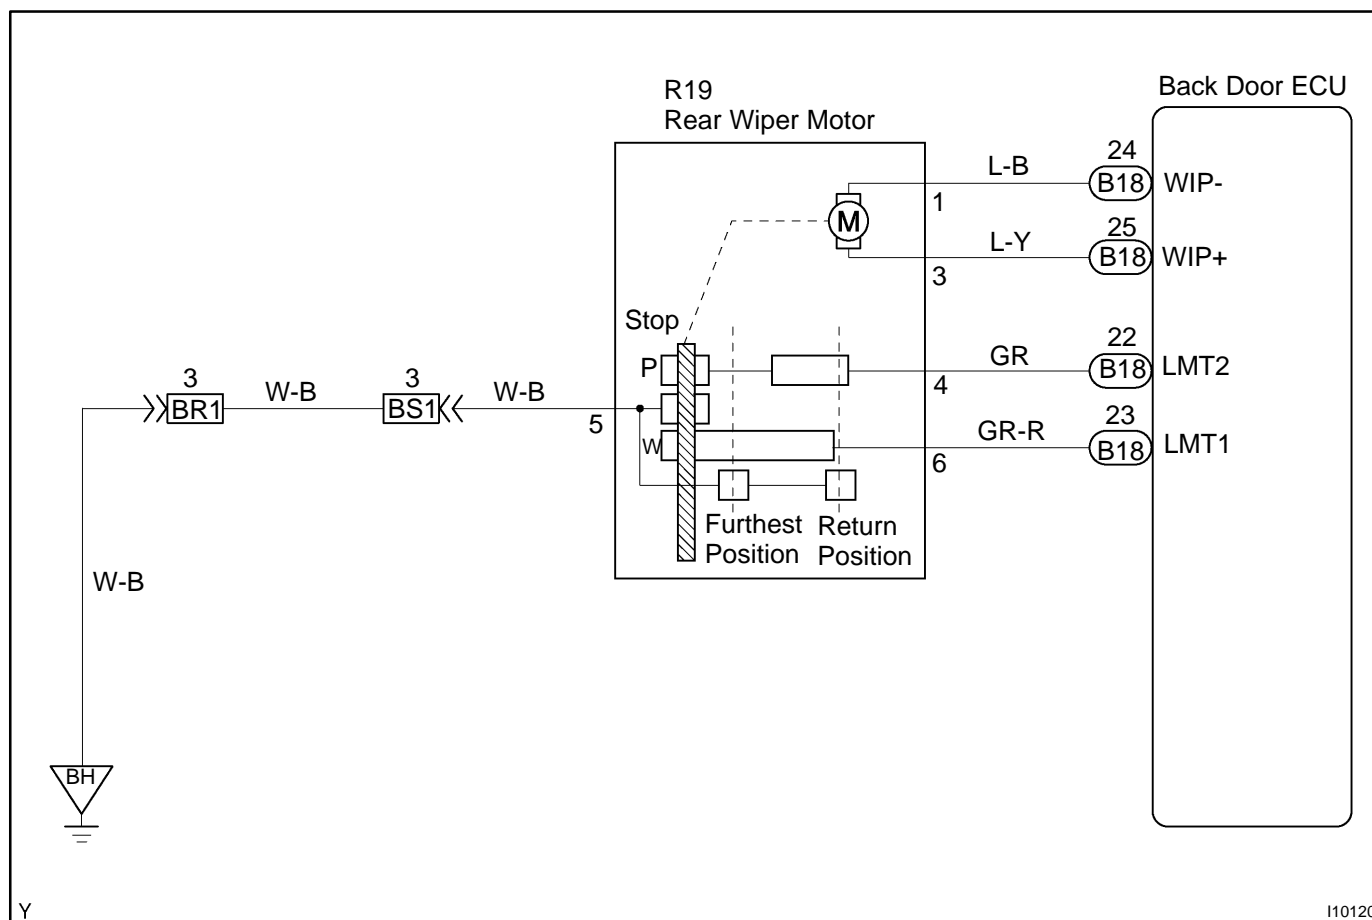 Back Door ECU
R19
Rear Wiper Motor
24
L-B
B18
WIP-
1
M
25
L-Y
B18
WIP+
3
Stop
P
22
GR
B18
LMT2
4
3
BR1
W-B
3
BS1
W-B
5
W
23
GR-R
B18
LMT1
6
Furthest
Position
Return
Position
W-B
BH
Y
I10120